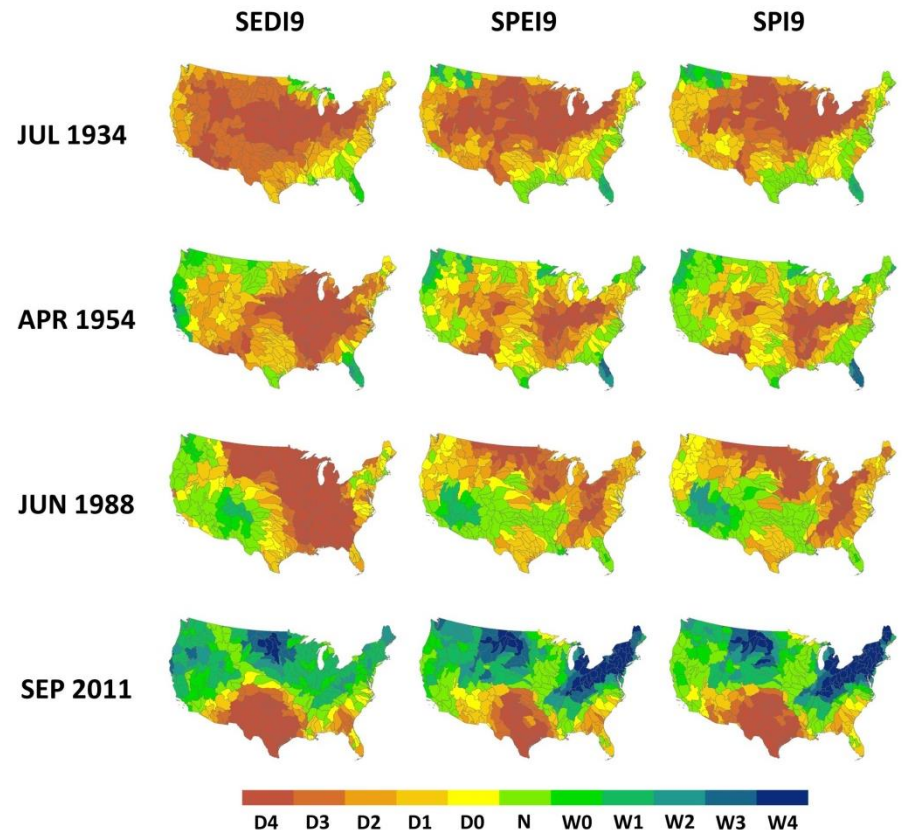 SEDI9 SPEI9 SPI9
JUL 1934
APR 1954
JUN 1988
SEP 2011
D4 D3 D2 D1 D0 N W0 W1 W2 W3 W4